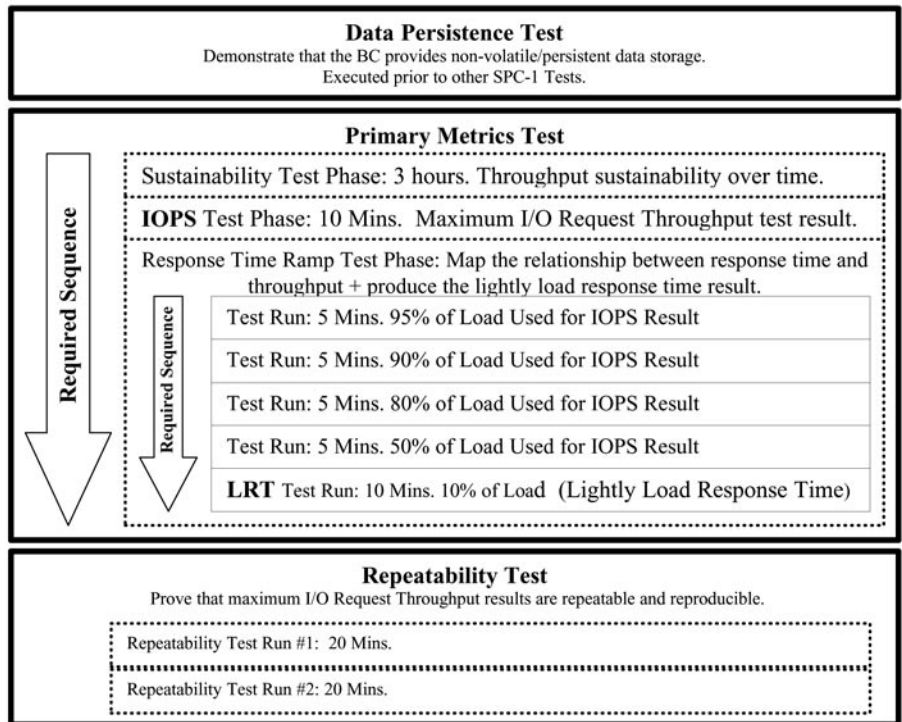 Data Persistence Test
Demonstrate that the BC provides non-volatile/persistent data storage.
Executed prior to other SPC-1 Tests.
Primary Metrics Test
Required Sequence
Sustainability Test Phase: 3 hours. Throughput sustainability over time.
IOPS Test Phase: 10 Mins. Maximum I/O Request Throughput test result.
Response Time Ramp Test Phase: Map the relationship between response time and
throughput + produce the lightly load response time result.
Required Sequence
Test Run: 5 Mins. 95% of Load Used for IOPS Result
Test Run: 5 Mins. 90% of Load Used for IOPS Result
Test Run: 5 Mins. 80% of Load Used for IOPS Result
Test Run: 5 Mins. 50% of Load Used for IOPS Result
LRT Test Run: 10 Mins. 10% of Load (Lightly Load Response Time)
Repeatability Test
Prove that maximum I/O Request Throughput results are repeatable and reproducible.
Repeatability Test Run #1: 20 Mins.
Repeatability Test Run #2: 20 Mins.